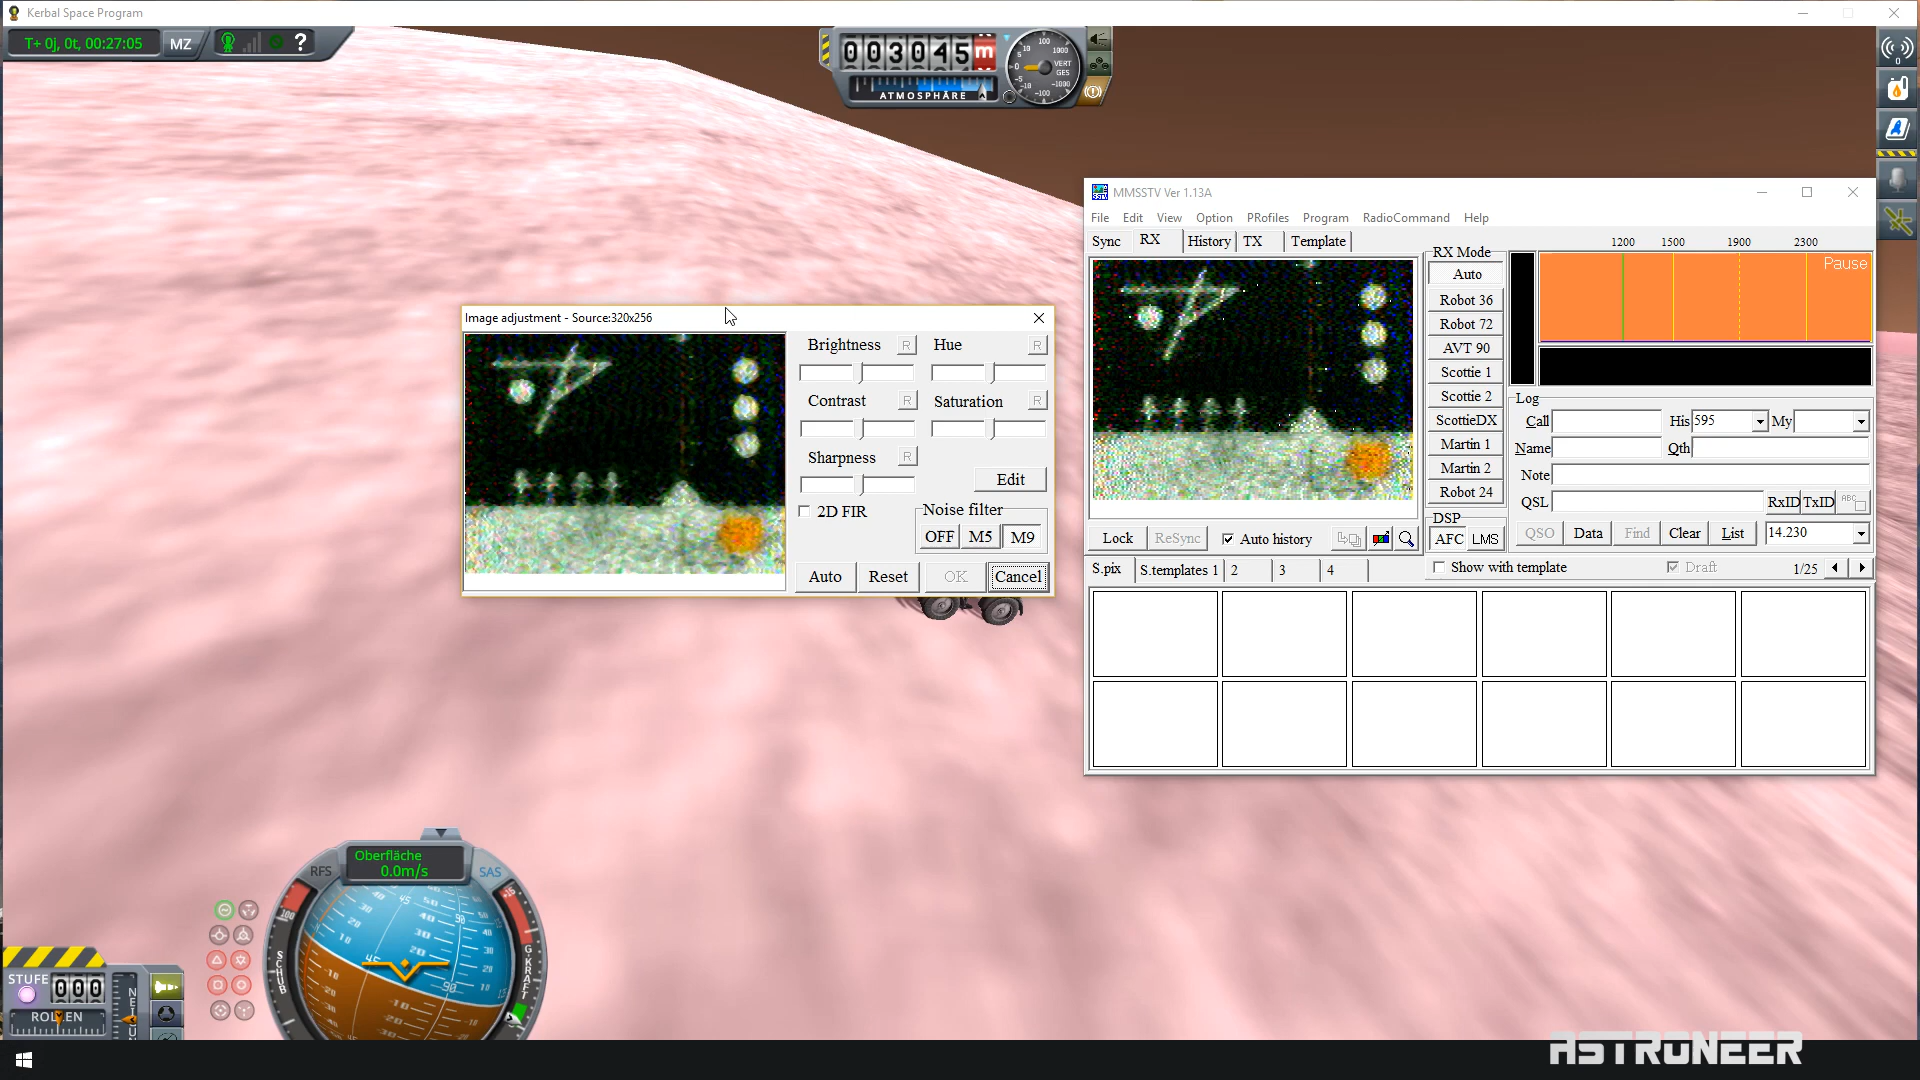 Kerbal Space Program
T+ 0j, 0t, 00:27:05
MZ
?
003045m
ATMOSPHÄRE
VERT
GES
MMSSTV Ver 1.13A
File Edit View Option PRofiles Program RadioCommand Help
Sync RX History TX Template
RX Mode
Auto
Robot 36
Robot 72
AVT 90
Scottie 1
Scottie 2
ScottieDX
Martin 1
Martin 2
Robot 24
1200 1500 1900 2300
Pause
Log
Call His 595 My
Name Qth
Note
QSL RxID TxID ABC
DSP
AFC LMS
QSO Data Find Clear List 14.230
Lock ReSync Auto history
S.pix S.templates 1 2 3 4
Show with template Draft 1/25
Image adjustment - Source:320x256
Brightness R Hue R
Contrast R Saturation R
Sharpness R
Edit
2D FIR
Noise filter
OFF M5 M9
Auto Reset OK Cancel
Oberfläche
0.0m/s
RFS SAS
SCHUB
G-KRAFT
STUFE
000
ROLLEN
ASTRONEER